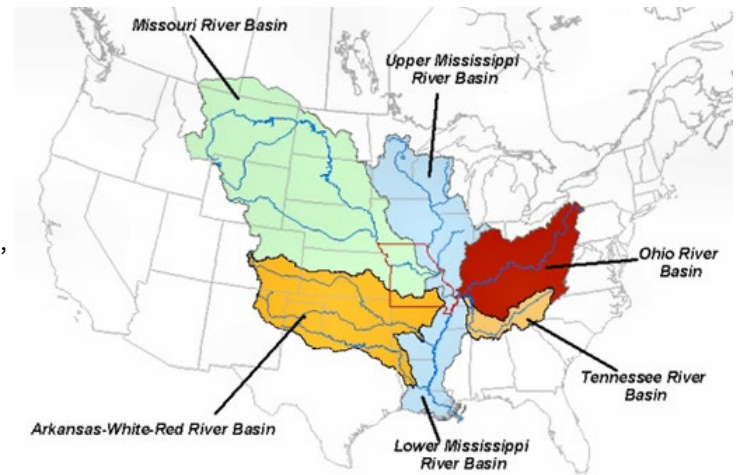 Missouri River Basin
Upper Mississippi
River Basin
,
Ohio River
Basin
Tennessee River
Basin
Arkansas-White-Red River Basin
Lower Mississippi
River Basin